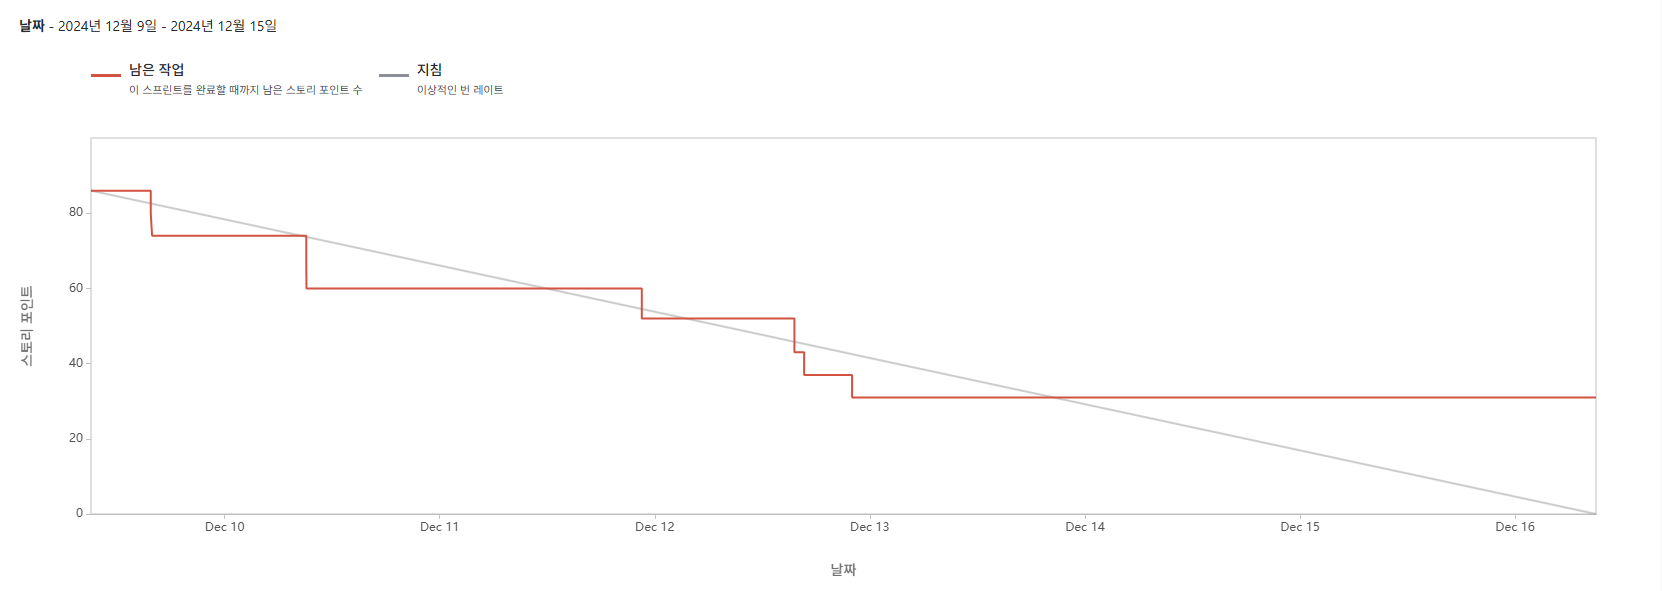 날짜 - 2024년 12월 9일 - 2024년 12월 15일
남은 작업
이 스프린트를 완료할 때까지 남은 스토리 포인트 수
지침
이상적인 번 레이트
스토리 포인트
80
60
40
20
0
Dec 10
Dec 11
Dec 12
Dec 13
Dec 14
Dec 15
Dec 16
날짜